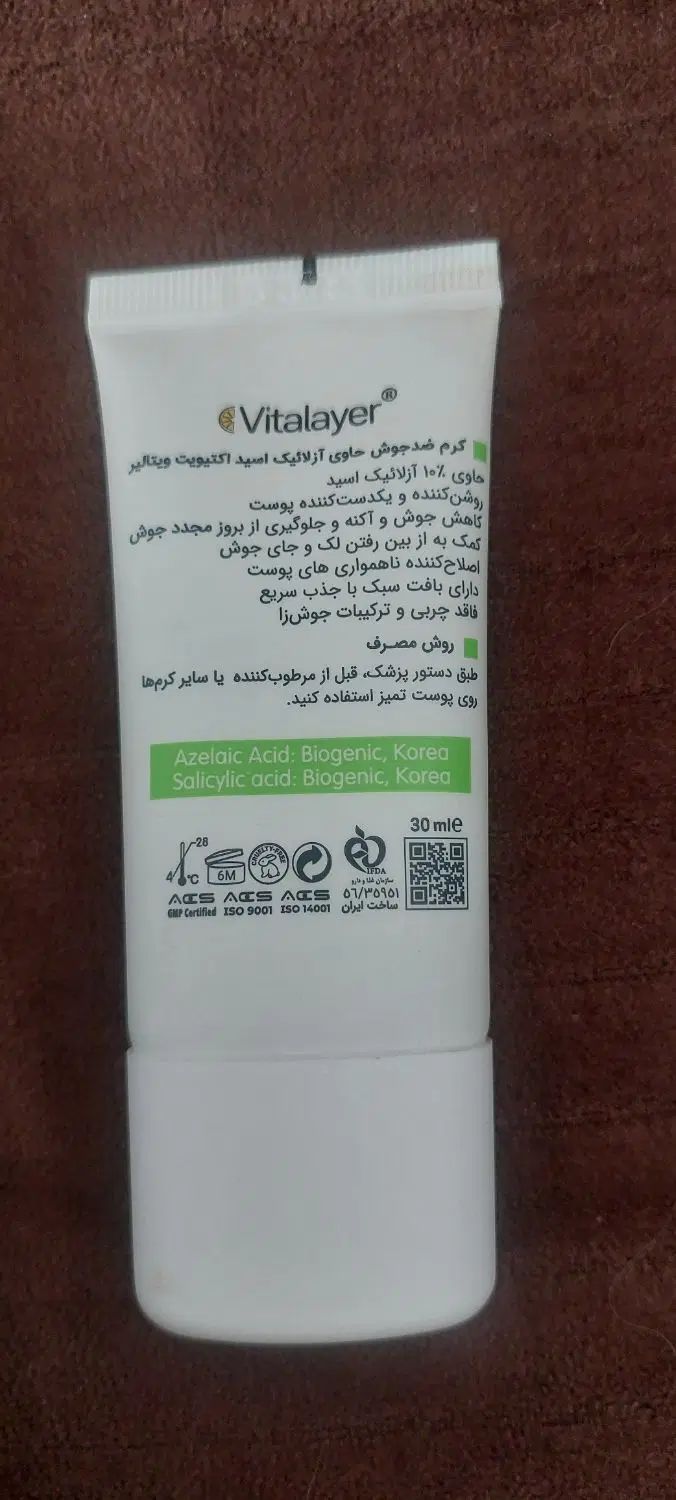 Vitalayer®
کرم ضدجوش حاوی آزلائیک اسید اکتیویت ویتالیر
حاوی ۱۰٪ آزلائیک اسید
روشن‌کننده و یکدست‌کننده پوست
کاهش جوش و آکنه و جلوگیری از بروز مجدد جوش
کمک به از بین رفتن لک و جای جوش
اصلاح‌کننده ناهمواری های پوست
دارای بافت سبک با جذب سریع
فاقد چربی و ترکیبات جوش‌زا
روش مصـرف
طبق دستور پزشک، قبل از مرطوب‌کننده یا سایر کرم‌ها
روی پوست تمیز استفاده کنید.
Azelaic Acid: Biogenic, Korea
Salicylic acid: Biogenic, Korea
30 ml e
4 28 °C
6M
CRUELTY-FREE
IFDA
سازمان غذا و دارو
۵۶/۳۵۹۵۱
ساخت ایران
ACS GMP Certified
ACS ISO 9001
ACS ISO 14001